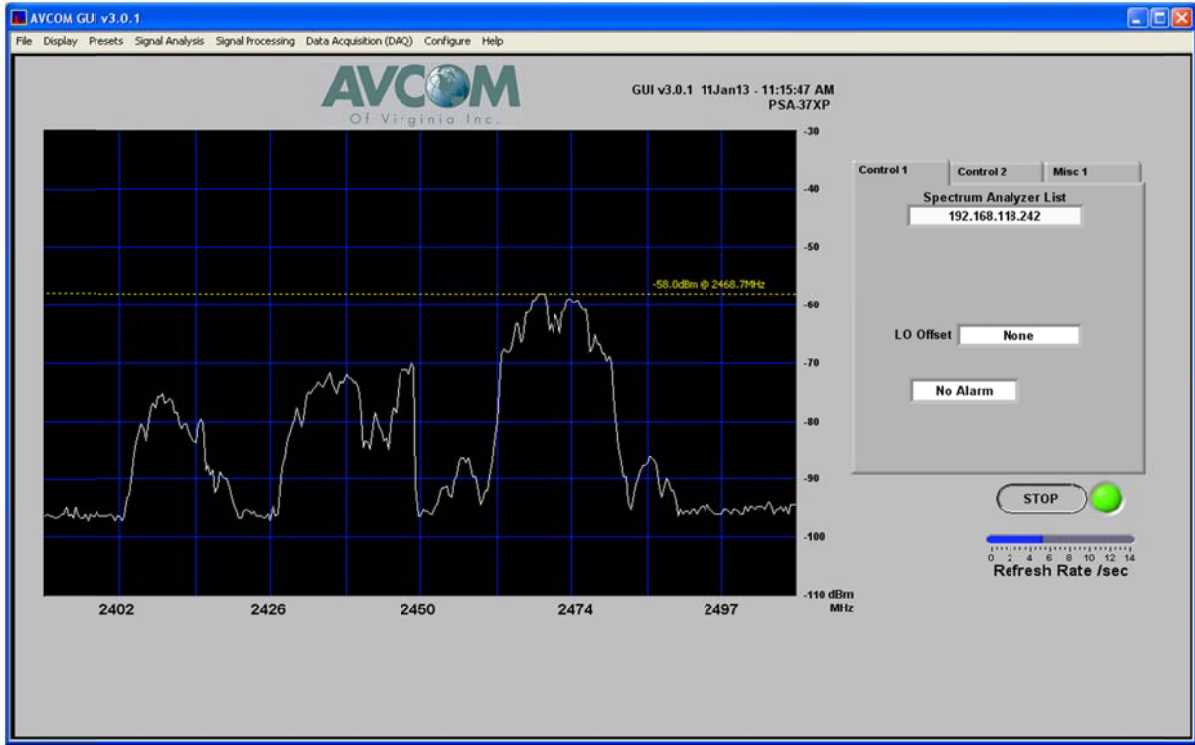 AVCOM GUI v3.0.1
File Display Presets Signal Analysis Signal Processing Data Acquisition (DAQ) Configure Help
AVCOM
Of Virginia Inc.
GUI v3.0.1 11Jan13 - 11:15:47 AM
PSA-37XP
-30
-40
-50
-58.0dBm @ 2468.7MHz
-60
-70
-80
-90
-100
-110 dBm
MHz
2402 2426 2450 2474 2497
Control 1 Control 2 Misc 1
Spectrum Analyzer List
192.168.113.242
LO Offset None
No Alarm
STOP
0 2 4 6 8 10 12 14
Refresh Rate /sec